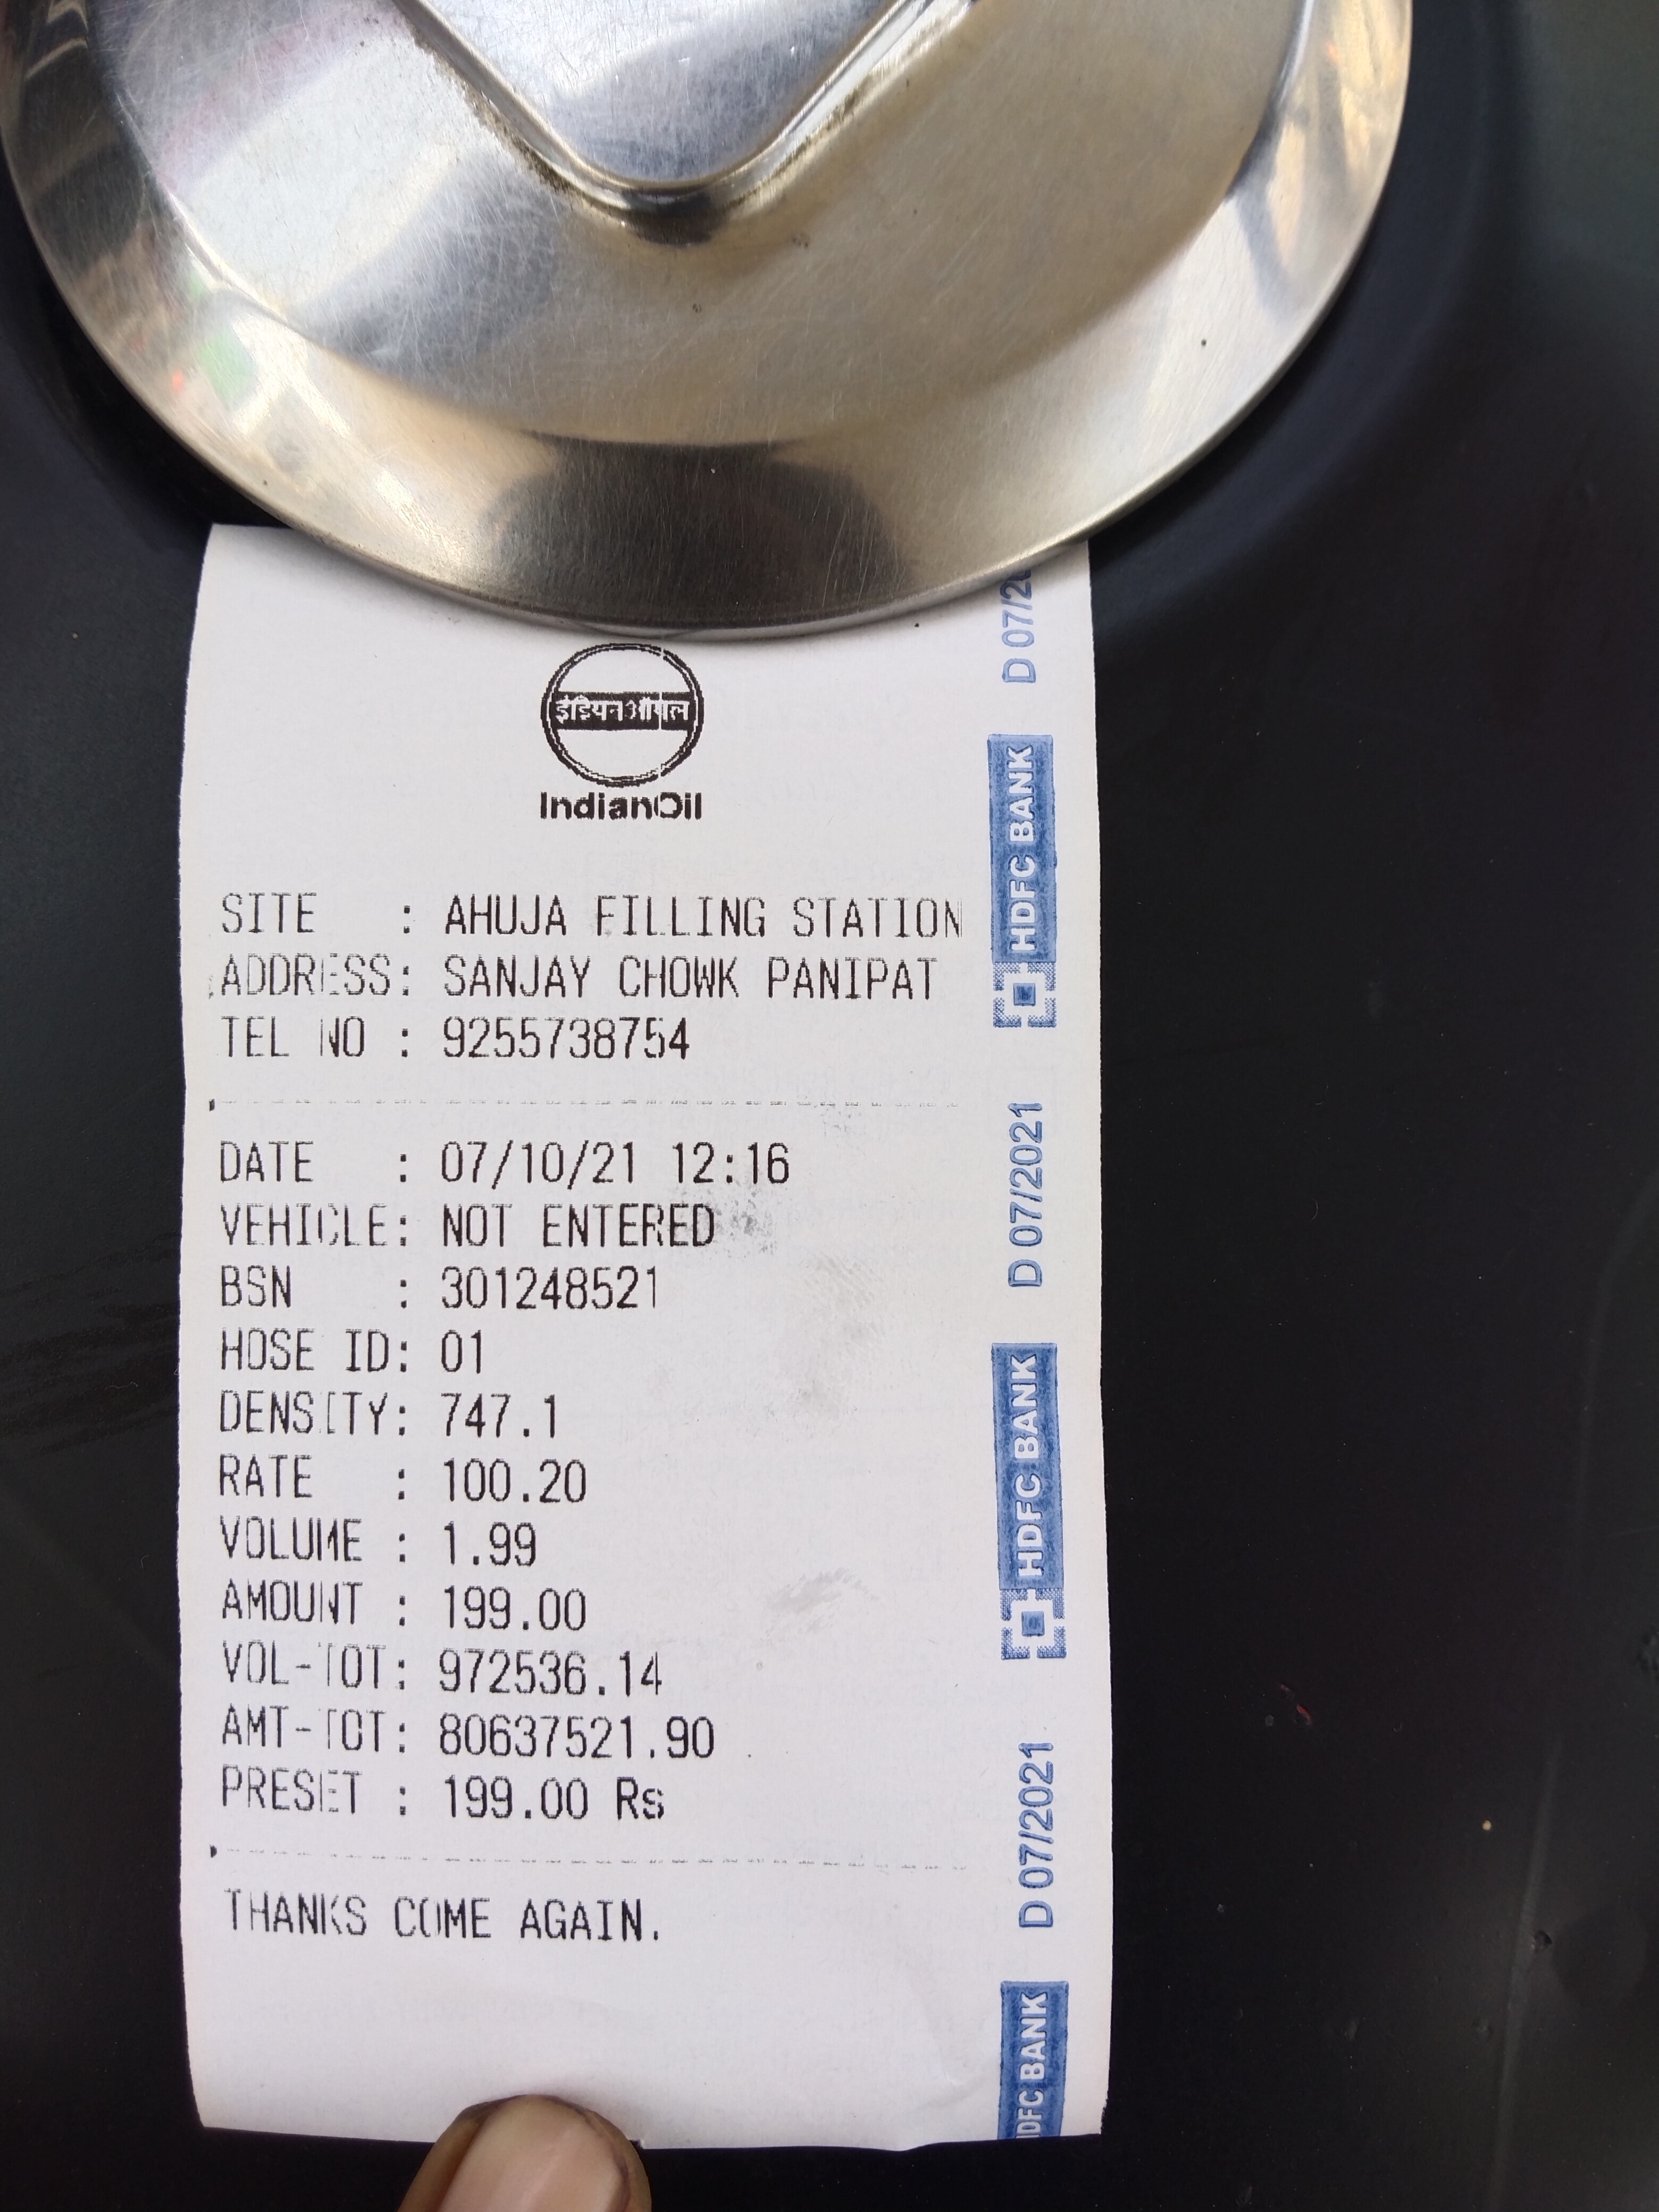 इंडियनऑयल
IndianOil
SITE : AHUJA FILLING STATION
ADDRESS: SANJAY CHOWK PANIPAT
TEL NO : 9255738754
DATE : 07/10/21 12:16
VEHICLE: NOT ENTERED
BSN : 301248521
HOSE ID: 01
DENSITY: 747.1
RATE : 100.20
VOLUME : 1.99
AMOUNT : 199.00
VOL-TOT: 972536.14
AMT-TOT: 80637521.90
PRESET : 199.00 Rs
THANKS COME AGAIN.
D 07/20
HDFC BANK
D 07/2021
HDFC BANK
D 07/2021
DFC BANK